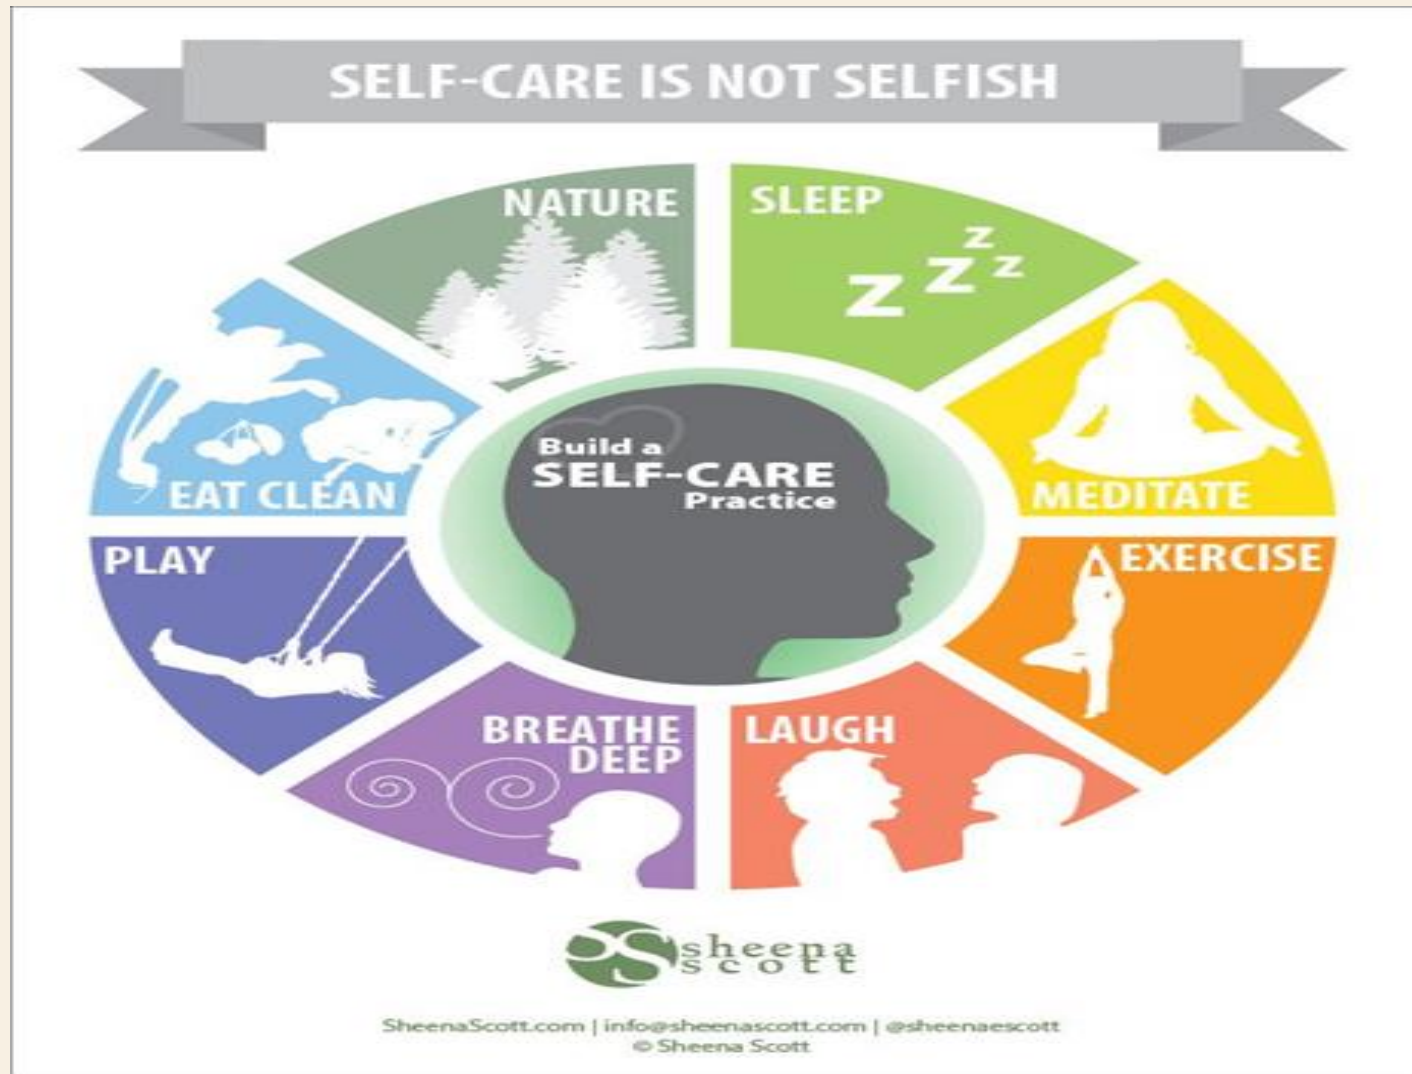 SELF-CARE IS NOT SELFISH
NATURE
SLEEP
z
z
z
z
MEDITATE
EXERCISE
LAUGH
BREATHE
DEEP
PLAY
EAT CLEAN
Build a
SELF-CARE
Practice
S sheena
scott
SheenaScott.com | info@sheenascott.com | @sheenaescott
© Sheena Scott